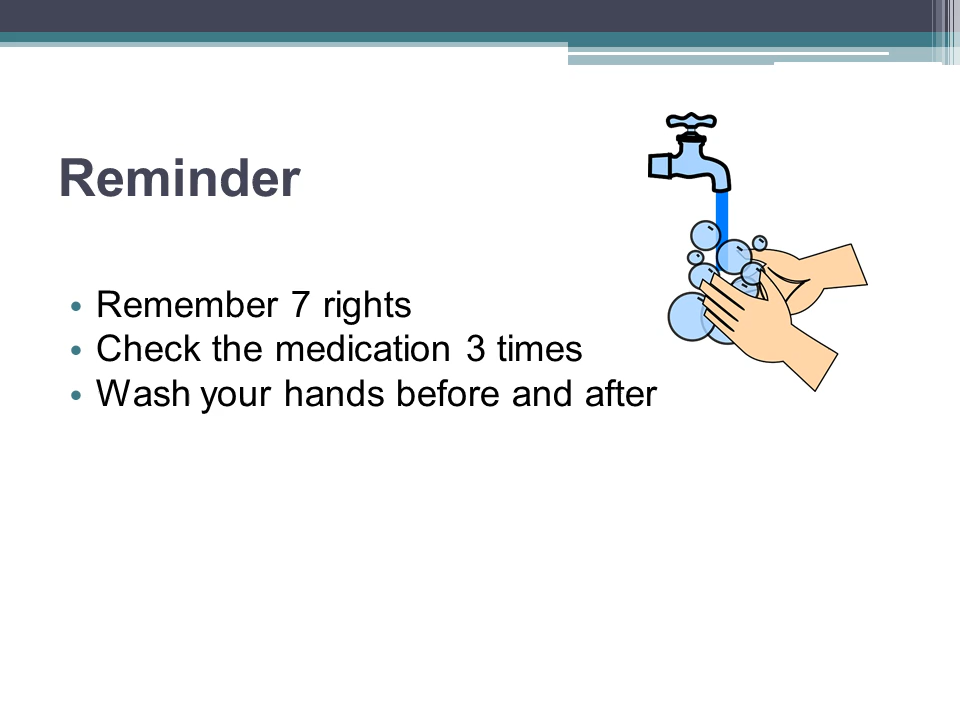 Reminder
• Remember 7 rights
• Check the medication 3 times
• Wash your hands before and after